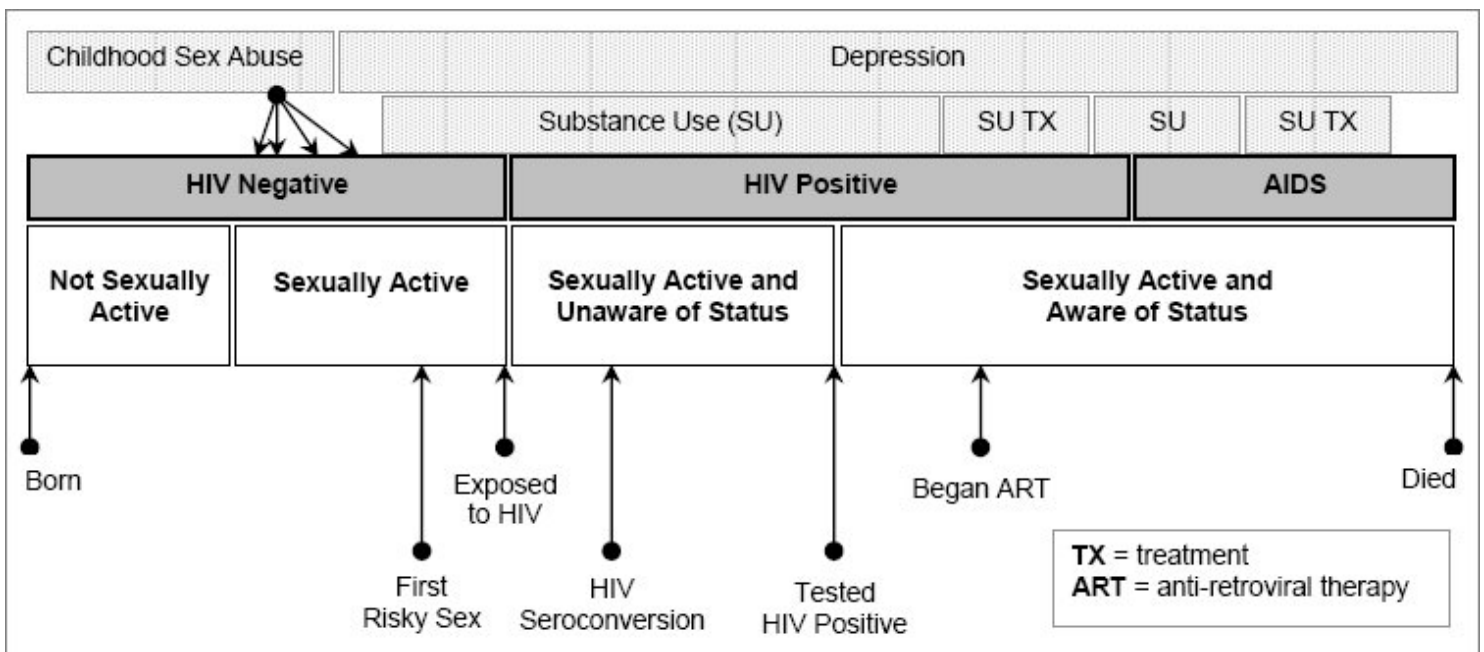 Childhood Sex Abuse
Depression
Substance Use (SU)
SU TX
SU
SU TX
HIV Negative
HIV Positive
AIDS
Not Sexually
Active
Sexually Active
Sexually Active and
Unaware of Status
Sexually Active and
Aware of Status
Born
Exposed
to HIV
Began ART
Died
First
Risky Sex
HIV
Seroconversion
Tested
HIV Positive
TX = treatment
ART = anti-retroviral therapy